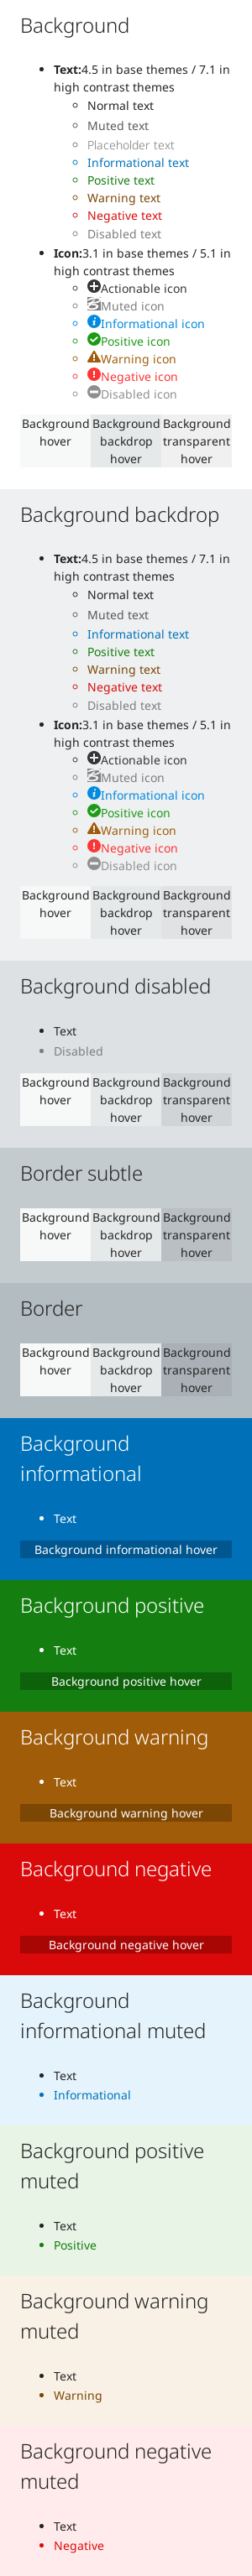 Background
Text:4.5 in base themes / 7.1 in
high contrast themes
Normal text
Muted text
Placeholder text
Informational text
Positive text
Warning text
Negative text
Disabled text
Icon:3.1 in base themes / 5.1 in
high contrast themes
Actionable icon
Muted icon
Informational icon
Positive icon
Warning icon
Negative icon
Disabled icon
Background Background Background
hover backdrop transparent
hover hover
Background backdrop
Text:4.5 in base themes / 7.1 in
high contrast themes
Normal text
Muted text
Informational text
Positive text
Warning text
Negative text
Disabled text
Icon:3.1 in base themes / 5.1 in
high contrast themes
Actionable icon
Muted icon
Informational icon
Positive icon
Warning icon
Negative icon
Disabled icon
Background Background Background
hover backdrop transparent
hover hover
Background disabled
Text
Disabled
Background Background Background
hover backdrop transparent
hover hover
Border subtle
Background Background Background
hover backdrop transparent
hover hover
Border
Background Background Background
hover backdrop transparent
hover hover
Background
informational
Text
Background informational hover
Background positive
Text
Background positive hover
Background warning
Text
Background warning hover
Background negative
Text
Background negative hover
Background
informational muted
Text
Informational
Background positive
muted
Text
Positive
Background warning
muted
Text
Warning
Background negative
muted
Text
Negative